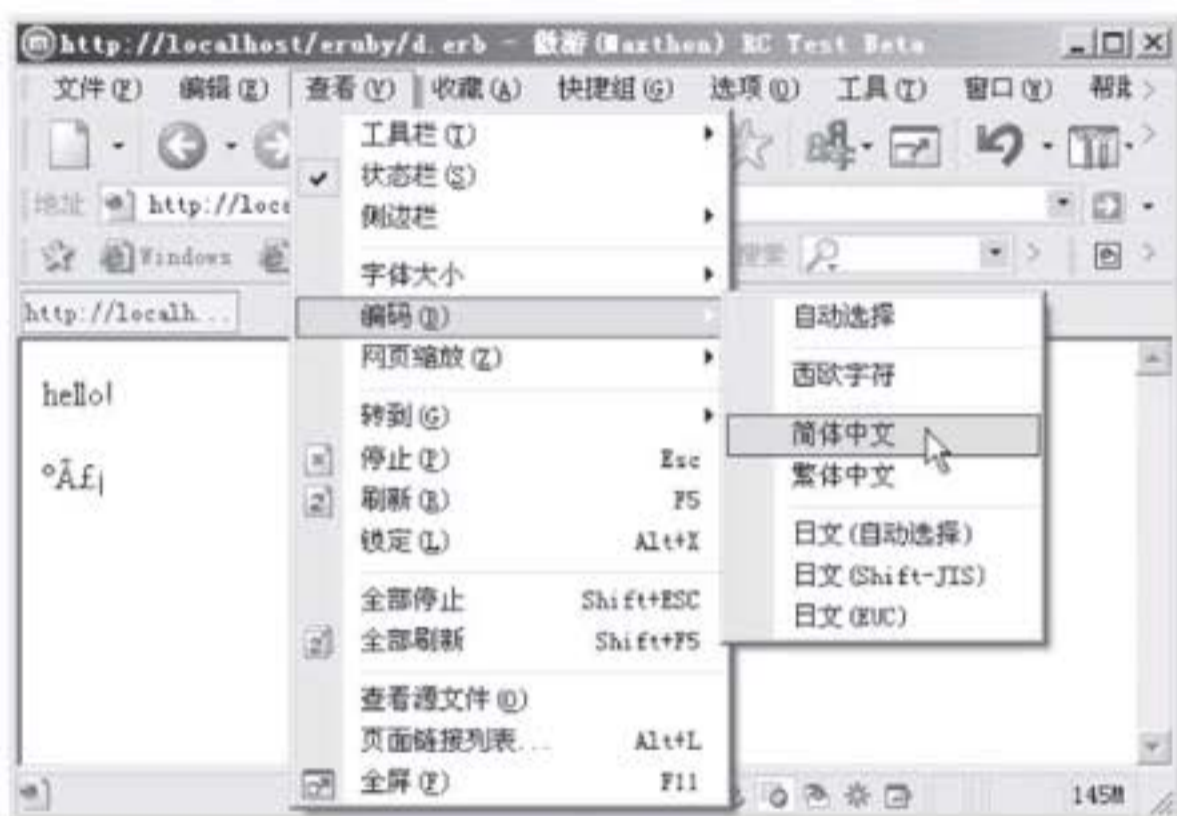 http://localhost/eruby/d.erb - 傲游(Maxthon) RC Test Beta
文件(F) 编辑(E) 查看(V) 收藏(A) 快捷组(G) 选项(O) 工具(T) 窗口(W)
地址 http://loca
Windows 搜索
http://localh...
hello!
°Ã£¡
工具栏(T)
状态栏(S)
侧边栏
字体大小
编码(D)
网页缩放(Z)
转到(G)
停止(P) Esc
刷新(R) F5
锁定(L) Alt+X
全部停止 Shift+ESC
全部刷新 Shift+F5
查看源文件(O)
页面链接列表... Alt+L
全屏(F) F11
自动选择
西欧字符
简体中文
繁体中文
日文(自动选择)
日文(Shift-JIS)
日文(EUC)
145M